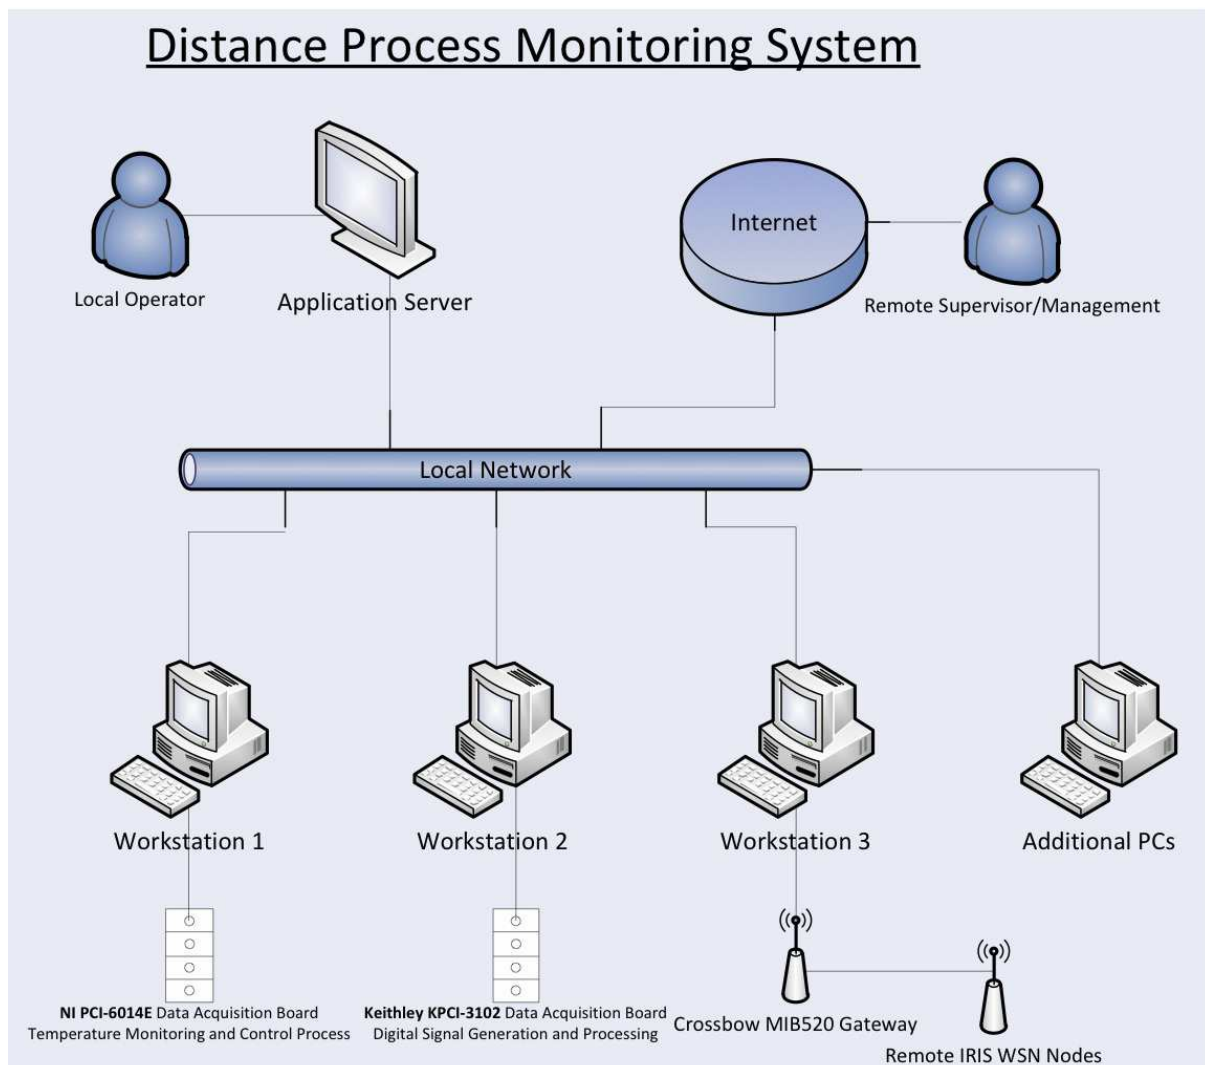 Distance Process Monitoring System
Internet
Local Operator
Application Server
Remote Supervisor/Management
Local Network
Workstation 1
Workstation 2
Workstation 3
Additional PCs
NI PCI-6014E Data Acquisition Board
Temperature Monitoring and Control Process
Keithley KPCI-3102 Data Acquisition Board
Digital Signal Generation and Processing
Crossbow MIB520 Gateway
Remote IRIS WSN Nodes